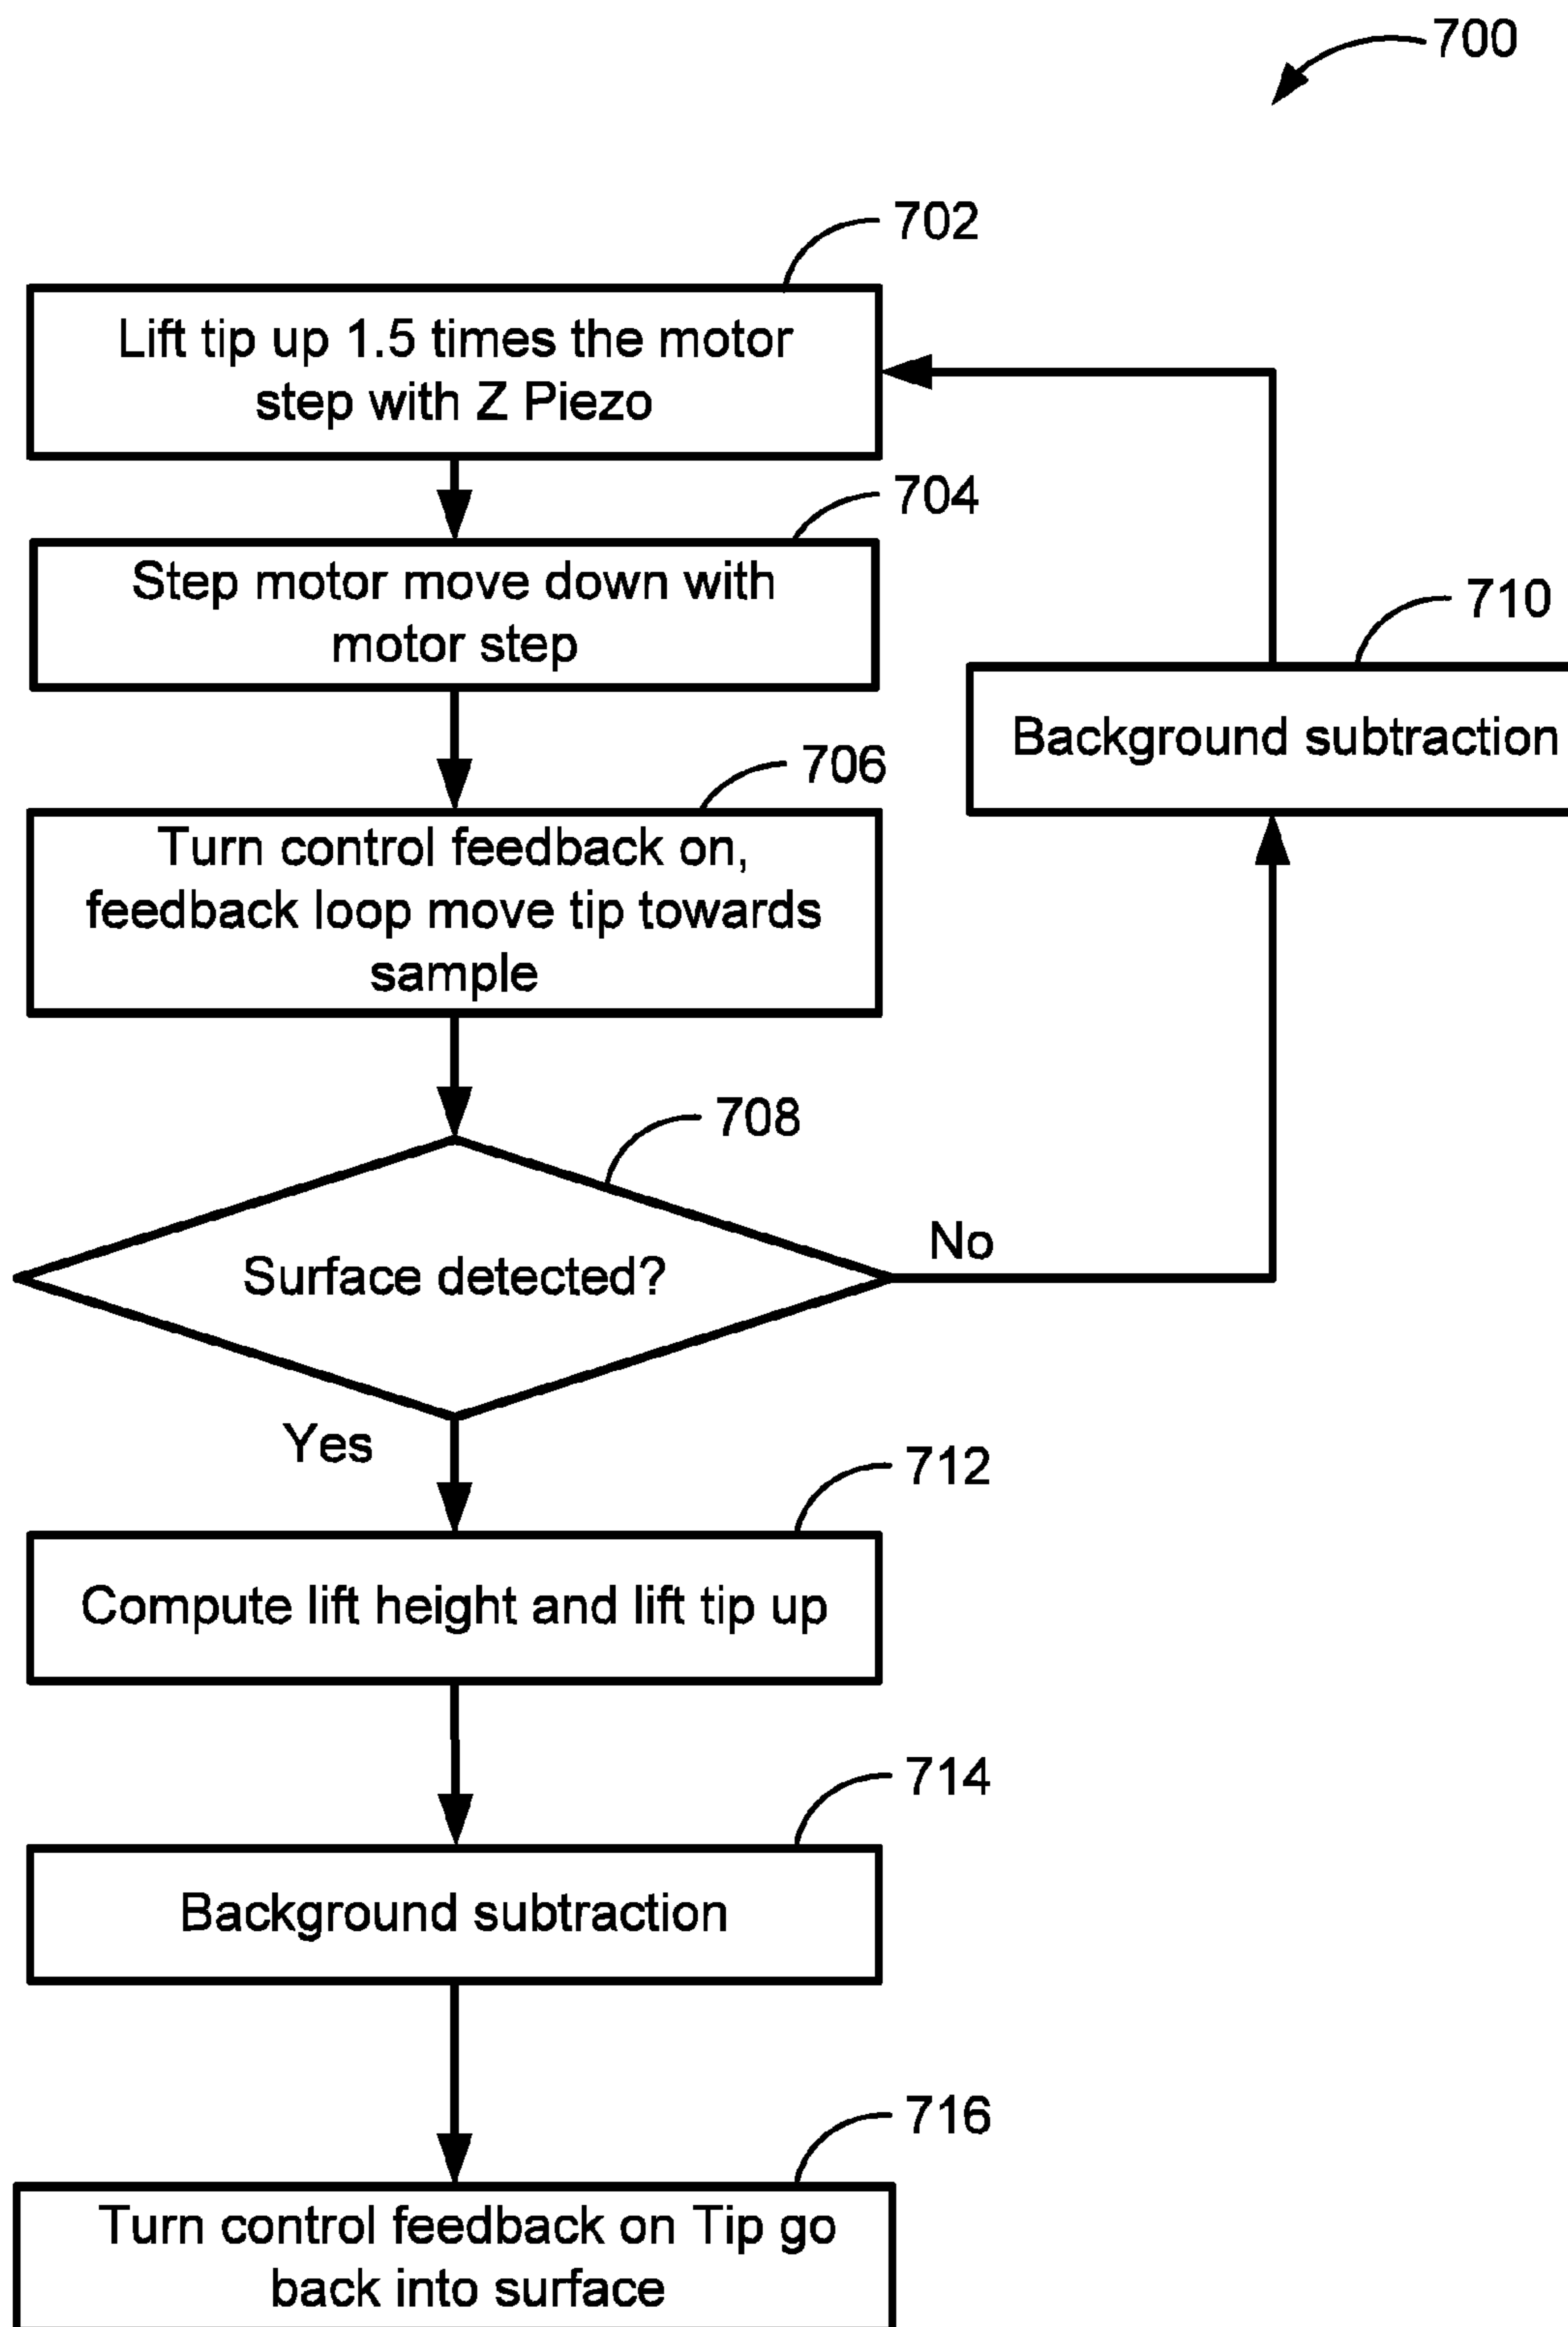 700
702
Lift tip up 1.5 times the motor
step with Z Piezo
704
Step motor move down with
motor step
710
Background subtraction
706
Turn control feedback on,
feedback loop move tip towards
sample
708
Surface detected?
No
Yes
712
Compute lift height and lift tip up
714
Background subtraction
716
Turn control feedback on Tip go
back into surface